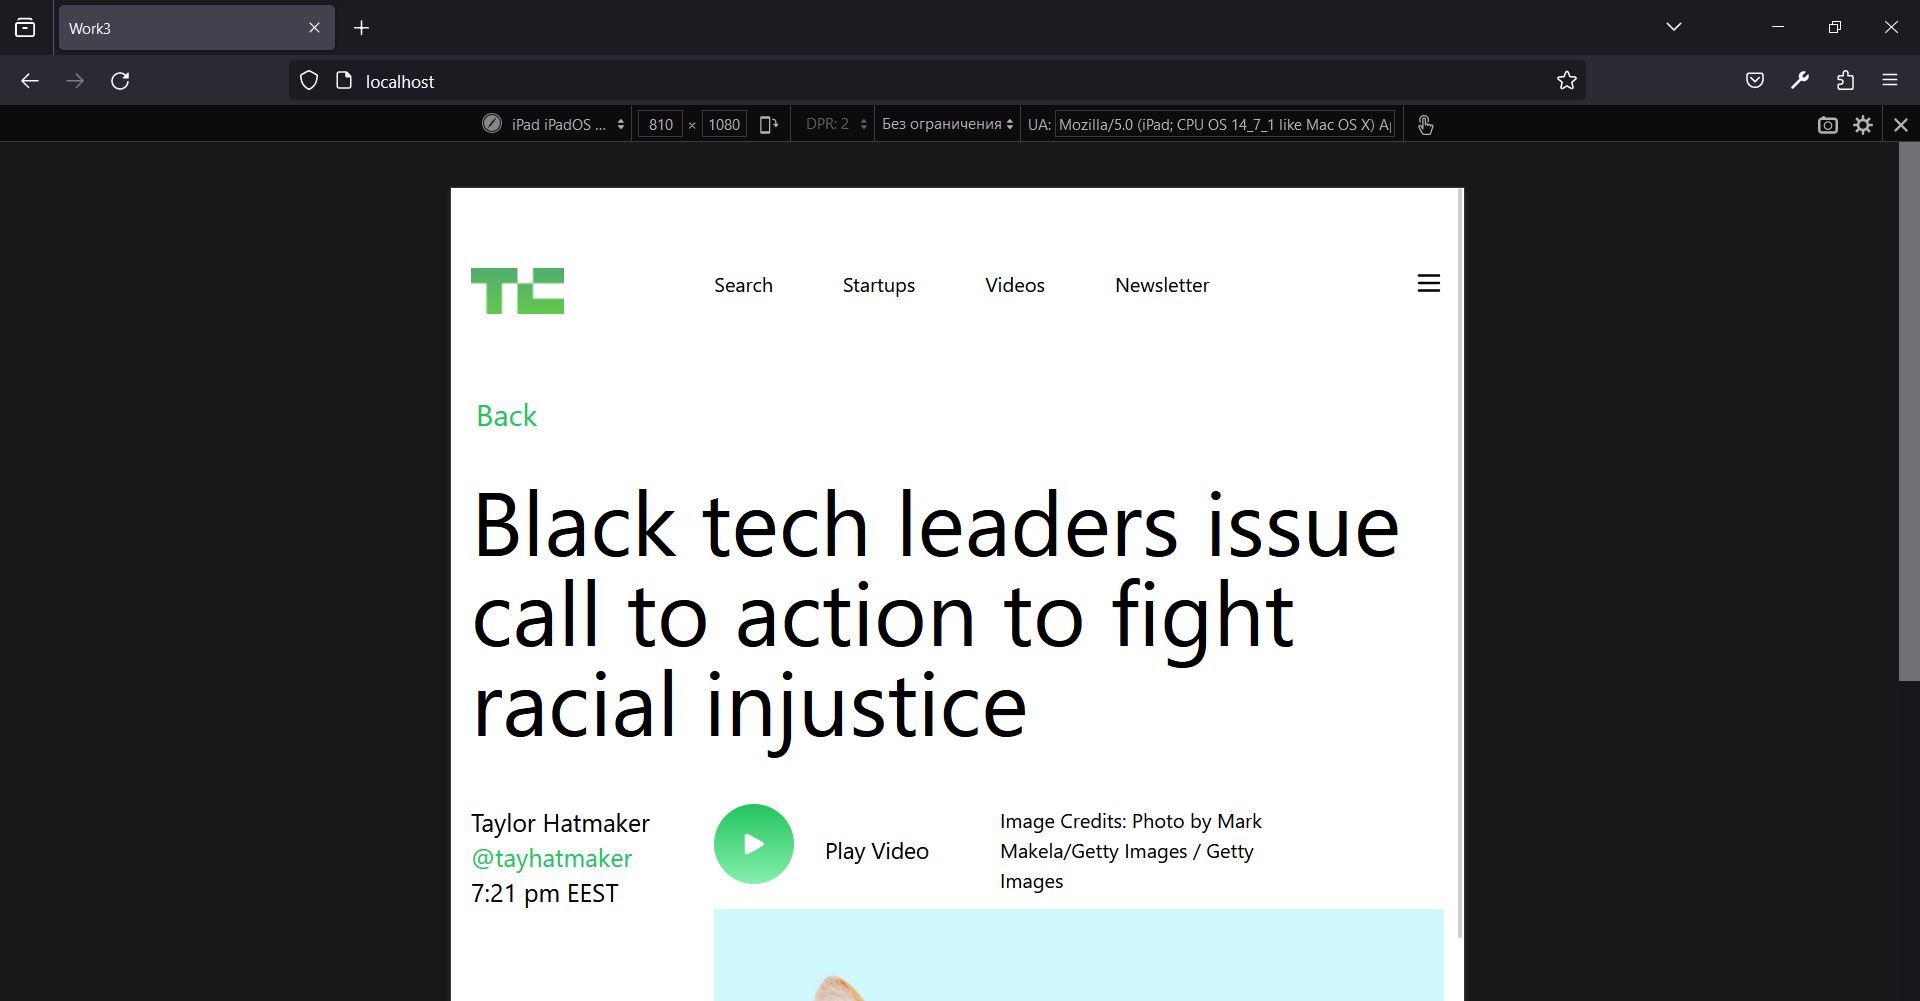 Work3
localhost
iPad iPadOS ... 810 × 1080 DPR: 2 Без ограничения UA: Mozilla/5.0 (iPad; CPU OS 14_7_1 like Mac OS X) A
TC Search Startups Videos Newsletter
Back
Black tech leaders issue
call to action to fight
racial injustice
Taylor Hatmaker
@tayhatmaker
7:21 pm EEST
Play Video
Image Credits: Photo by Mark
Makela/Getty Images / Getty
Images